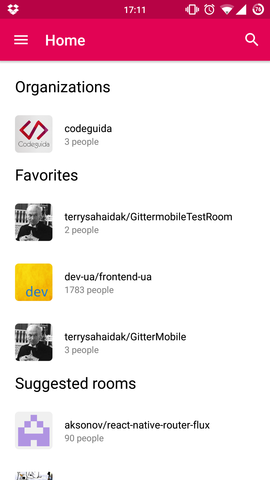 17:11
76
Home
Organizations
Codeguida
codeguida
3 people
Favorites
terrysahaidak/GittermobileTestRoom
2 people
dev
dev-ua/frontend-ua
1783 people
terrysahaidak/GitterMobile
3 people
Suggested rooms
aksonov/react-native-router-flux
90 people